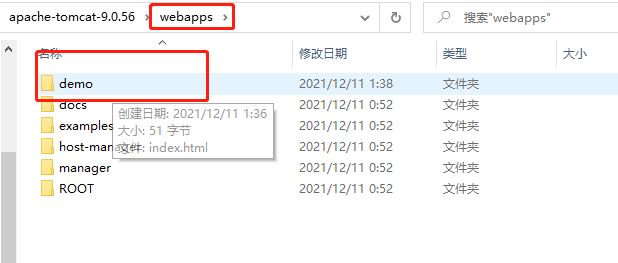 apache-tomcat-9.0.56 > webapps >
搜索"webapps"
名称 修改日期 类型 大小
demo 2021/12/11 1:38 文件夹
docs 2021/12/11 0:52 文件夹
创建日期: 2021/12/11 1:36
examples 2021/12/11 0:52 文件夹
大小: 51 字节
host-manager 2021/12/11 0:52 文件夹
文件: index.html
manager 2021/12/11 0:52 文件夹
ROOT 2021/12/11 0:52 文件夹